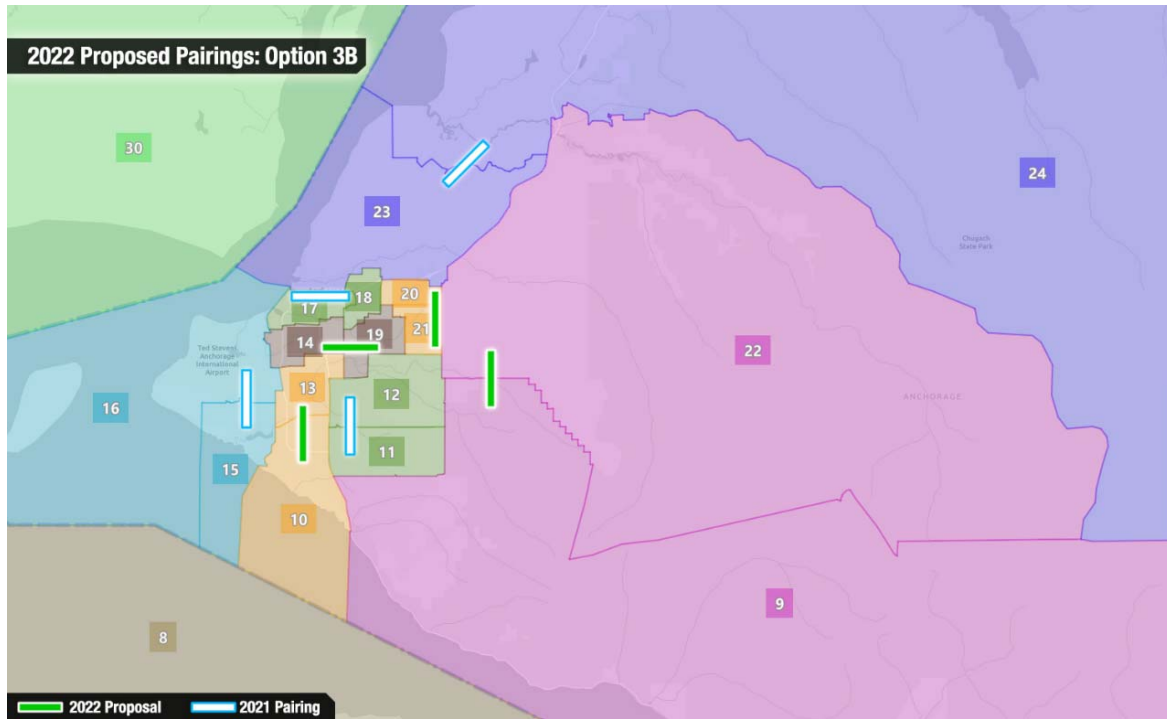 2022 Proposed Pairings: Option 3B
30
24
Chugach
State Park
23
20
18
17
21
19
14
Ted Stevens
Anchorage
International
Airport
22
13
12
ANCHORAGE
16
11
15
10
9
8
2022 Proposal
2021 Pairing